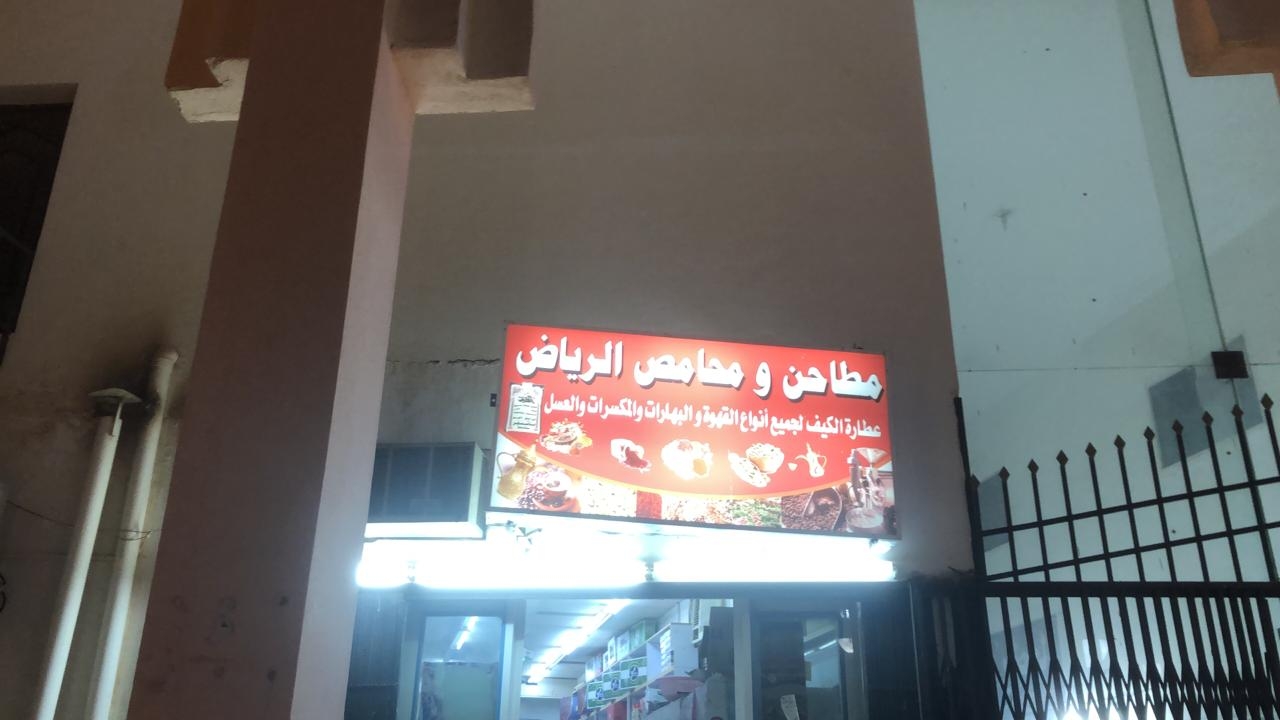 مطاحن و محامص الرياض
عطارة الكيف لجميع أنواع القهوة و البهارات والمكسرات والعسل